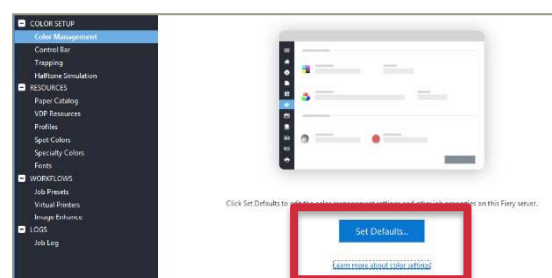 COLOR SETUP
Color Management
Control Bar
Trapping
Halftone Simulation
RESOURCES
Paper Catalog
VDP Resources
Profiles
Spot Colors
Specialty Colors
Fonts
WORKFLOWS
Job Presets
Virtual Printers
Image Enhance
LOGS
Job Log
Click Set Defaults to edit the color management settings and other job properties on this Fiery server.
Set Defaults...
Learn more about color settings